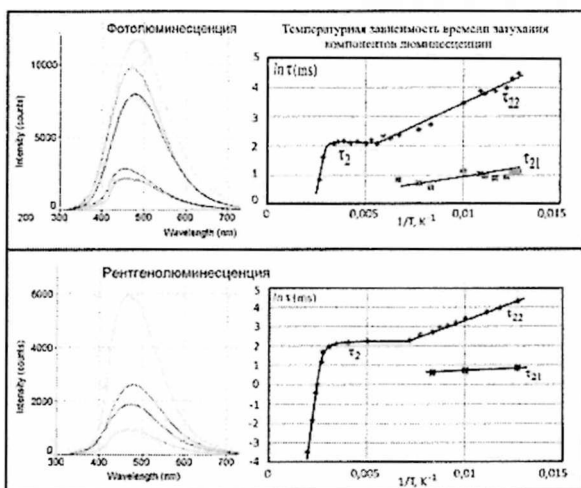 Фотолюминесценция
Температурная зависимость времени затухания
компонентов люминесценции
Intensity (counts)
10000
5000
0
200
300
400
500
600
700
Wavelength (nm)
ln τ(ms)
5
4
3
2
1
0
τ2
τ22
τ21
0,005
0,01
0,015
1/T, K⁻¹
Рентгенолюминесценция
Intensity (counts)
6000
4000
2000
0
300
400
500
600
700
Wavelength (nm)
ln τ(ms)
5
4
3
2
1
0
-1
-2
-3
-4
τ2
τ22
τ21
0,005
0,01
0,015
1/T, K⁻¹